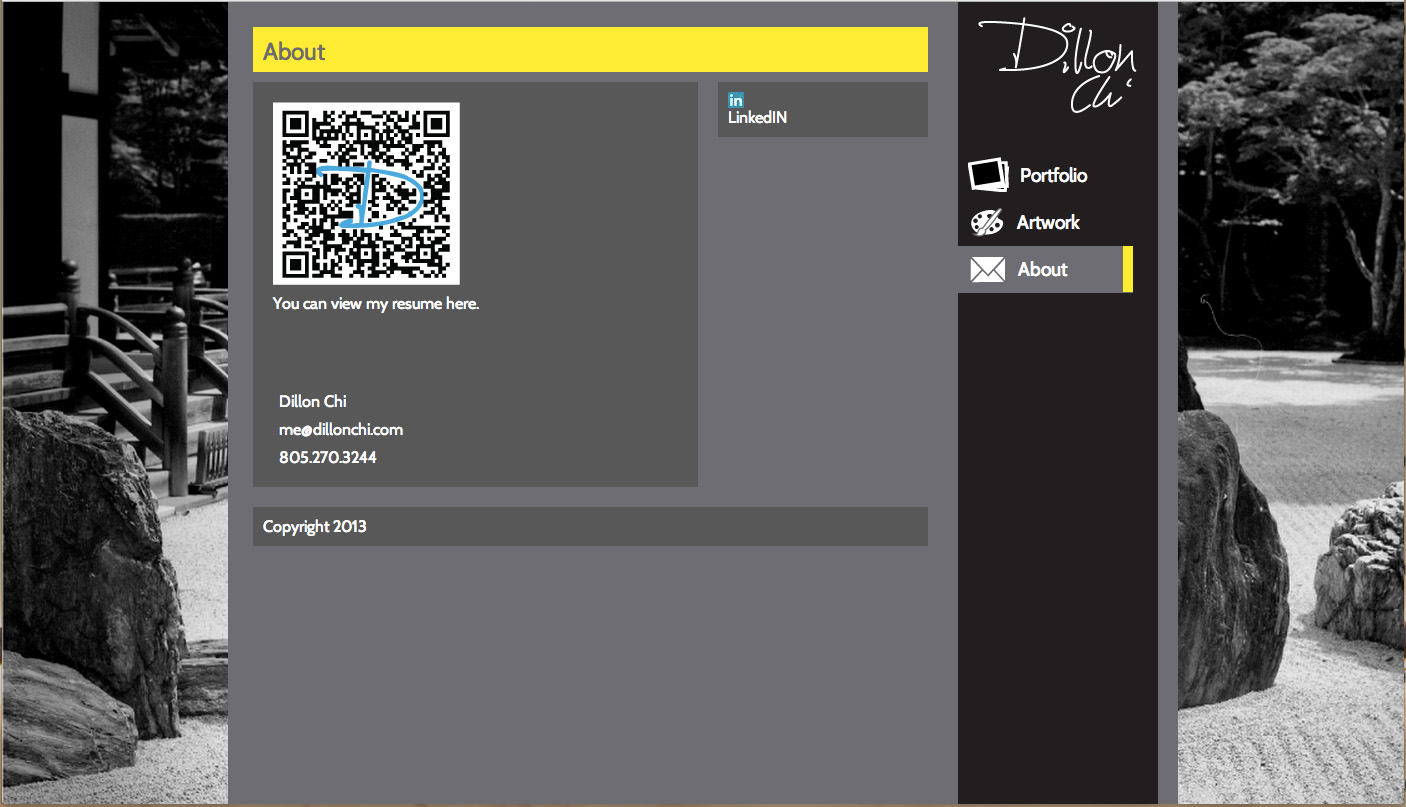 About
You can view my resume here.
Dillon Chi
me@dillonchi.com
805.270.3244
LinkedIN
Copyright 2013
Dillon
Chi
Portfolio
Artwork
About